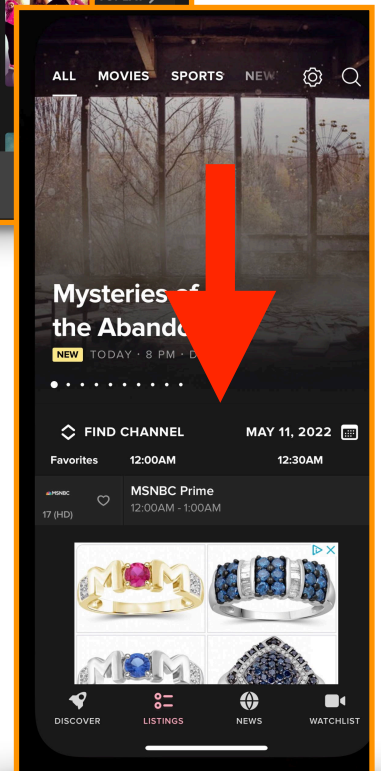 ALL MOVIES SPORTS NEW
Mysteries of
the Abando
NEW TODAY · 8 PM · D
FIND CHANNEL MAY 11, 2022
Favorites 12:00AM 12:30AM
MSNBC MSNBC Prime
17 (HD) 12:00AM - 1:00AM
MOM
DISCOVER LISTINGS NEWS WATCHLIST